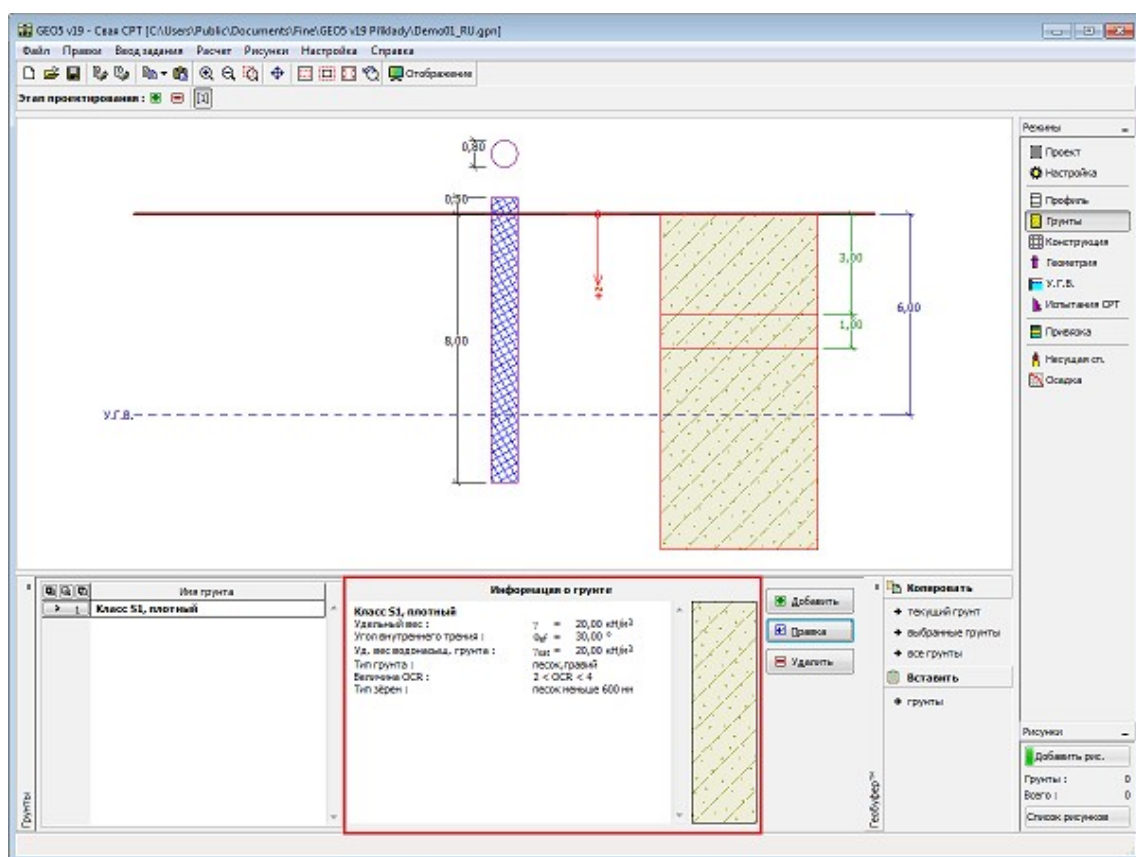 GEO5 v19 - Свая CPT [C:\Users\Public\Documents\Fine\GEO5 v19 Příklady\Demo01_RU.gpn]
Файл Правки Ввод задания Расчет Рисунки Настройка Справка
Отображение
Этап проектирования : [1]
0,80
0,50
8,00
+z
3,00
1,00
6,00
У.Г.В.
Режимы
Проект
Настройка
Профиль
Грунты
Конструкция
Геометрия
У.Г.В.
Испытания CPT
Привязка
Несущая сп.
Осадка
Имя грунта
> 1 Класс S1, плотный
Грунты
Информация о грунте
Класс S1, плотный
Удельный вес : γ = 20,00 кН/м³
Угол внутреннего трения : φef = 30,00 °
Уд. вес водонасыщ. грунта : γsat = 20,00 кН/м³
Тип грунта : песок,гравий
Величина OCR : 2 < OCR < 4
Тип зёрен : песок меньше 600 нм
Добавить
Правка
Удалить
Геобуфер™
Копировать
текущий грунт
выбранные грунты
все грунты
Вставить
грунты
Рисунки
Добавить рис.
Грунты : 0
Всего : 0
Список рисунков